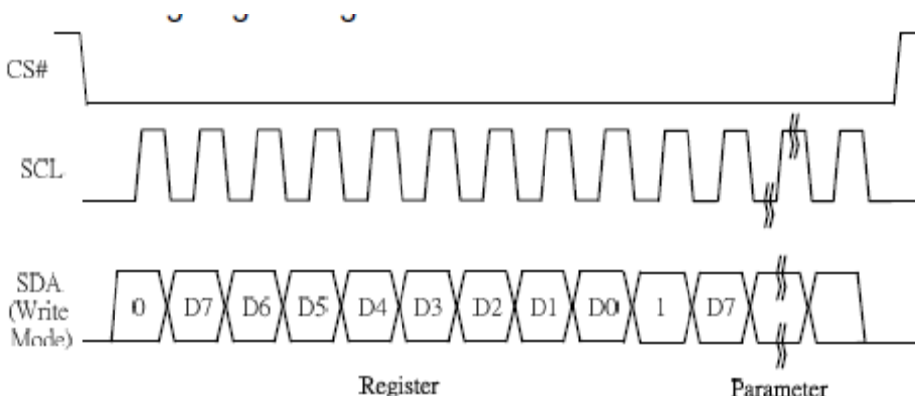 CS#
SCL
SDA
(Write
Mode)
0 D7 D6 D5 D4 D3 D2 D1 D0 1 D7
Register Parameter